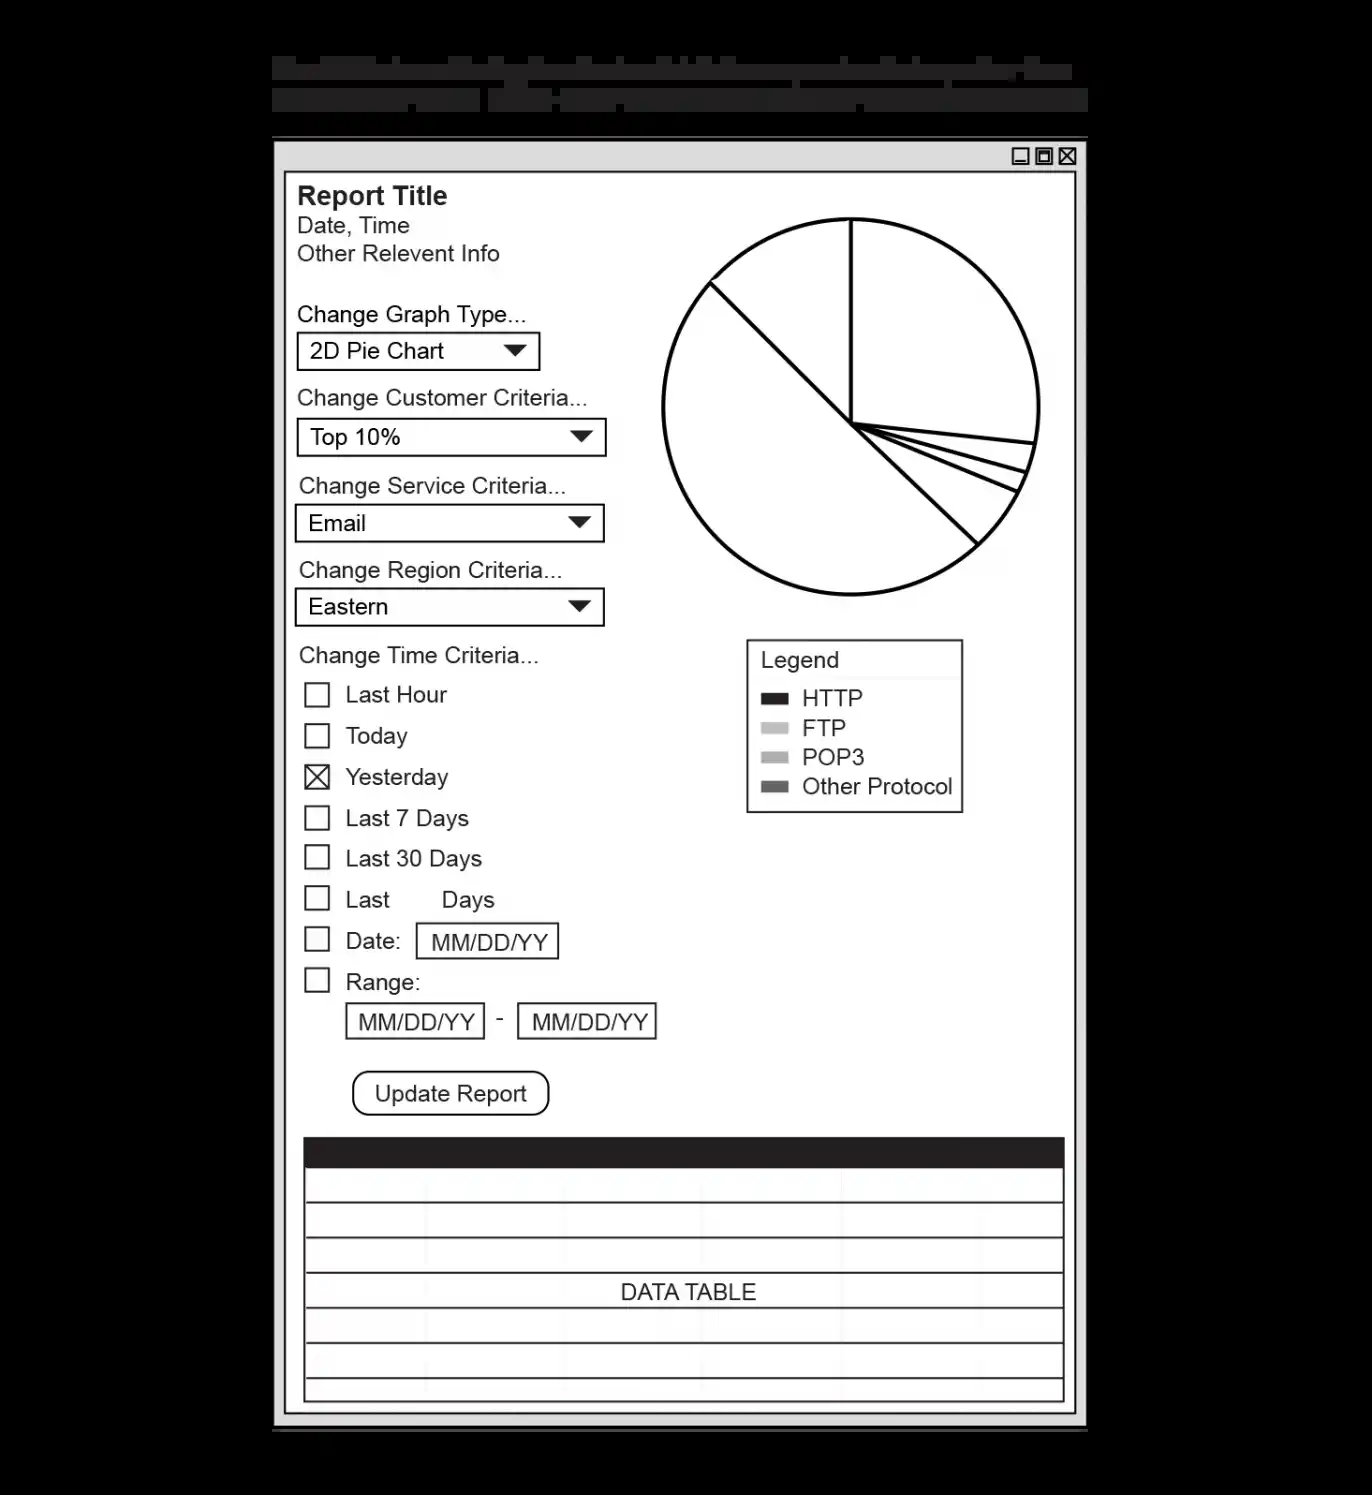 Report Title
Date, Time
Other Relevent Info
Change Graph Type...
2D Pie Chart
Change Customer Criteria...
Top 10%
Change Service Criteria...
Email
Change Region Criteria...
Eastern
Change Time Criteria...
Last Hour
Today
Yesterday
Last 7 Days
Last 30 Days
Last Days
Date: MM/DD/YY
Range:
MM/DD/YY - MM/DD/YY
Update Report
Legend
HTTP
FTP
POP3
Other Protocol
DATA TABLE